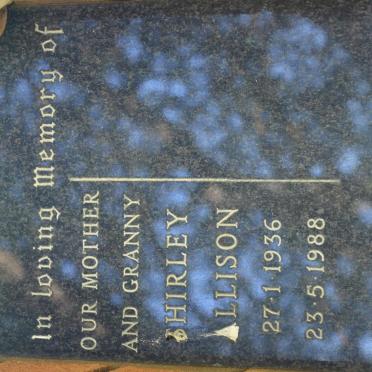 In loving Memory of
OUR MOTHER
AND GRANNY
SHIRLEY
ALLISON
27·1·1936
23·5·1988